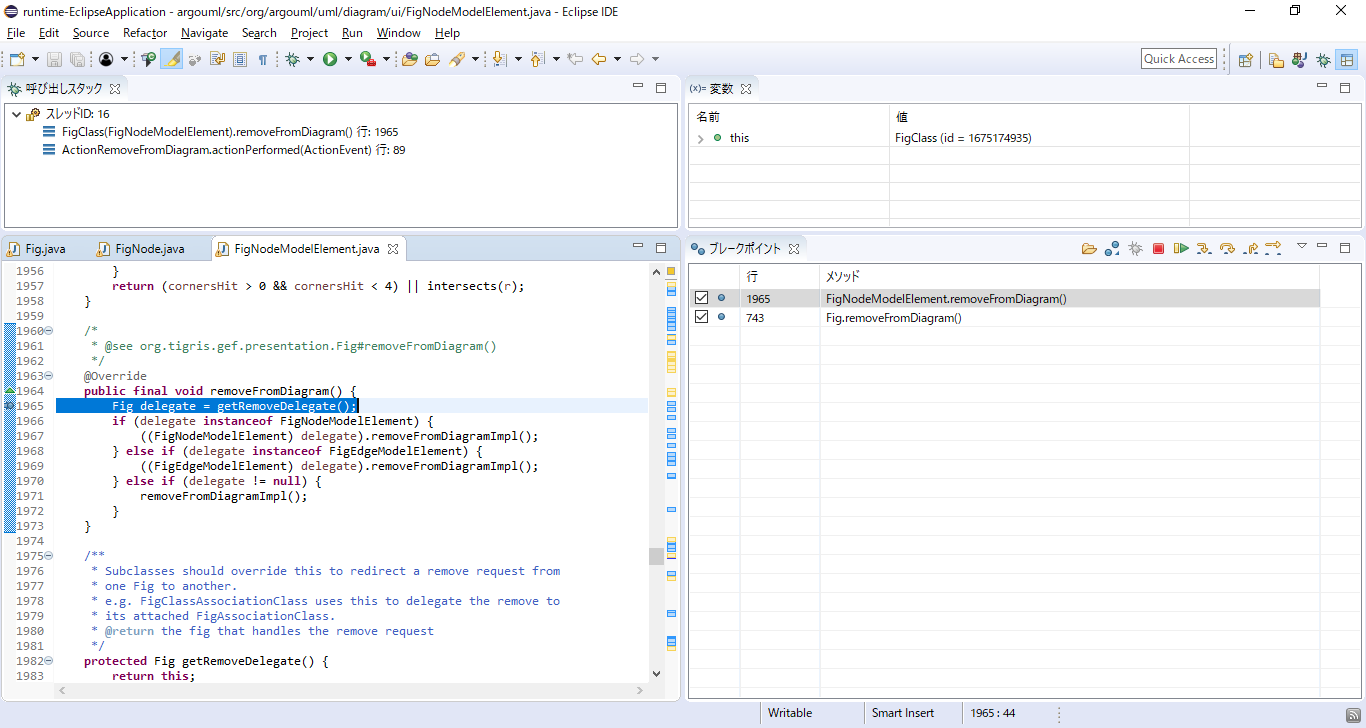 runtime-EclipseApplication - argouml/src/org/argouml/uml/diagram/ui/FigNodeModelElement.java - Eclipse IDE
File Edit Source Refactor Navigate Search Project Run Window Help
Quick Access
呼び出しスタック
スレッドID: 16
FigClass(FigNodeModelElement).removeFromDiagram() 行: 1965
ActionRemoveFromDiagram.actionPerformed(ActionEvent) 行: 89
(x)= 変数
名前 値
this FigClass (id = 1675174935)
Fig.java FigNode.java FigNodeModelElement.java
1956 }
1957 return (cornersHit > 0 && cornersHit < 4) || intersects(r);
1958 }
1959
1960 /*
1961 * @see org.tigris.gef.presentation.Fig#removeFromDiagram()
1962 */
1963 @Override
1964 public final void removeFromDiagram() {
1965 Fig delegate = getRemoveDelegate();
1966 if (delegate instanceof FigNodeModelElement) {
1967 ((FigNodeModelElement) delegate).removeFromDiagramImpl();
1968 } else if (delegate instanceof FigEdgeModelElement) {
1969 ((FigEdgeModelElement) delegate).removeFromDiagramImpl();
1970 } else if (delegate != null) {
1971 removeFromDiagramImpl();
1972 }
1973 }
1974
1975 /**
1976 * Subclasses should override this to redirect a remove request from
1977 * one Fig to another.
1978 * e.g. FigClassAssociationClass uses this to delegate the remove to
1979 * its attached FigAssociationClass.
1980 * @return the fig that handles the remove request
1981 */
1982 protected Fig getRemoveDelegate() {
1983 return this;
ブレークポイント
行 メソッド
1965 FigNodeModelElement.removeFromDiagram()
743 Fig.removeFromDiagram()
Writable Smart Insert 1965 : 44